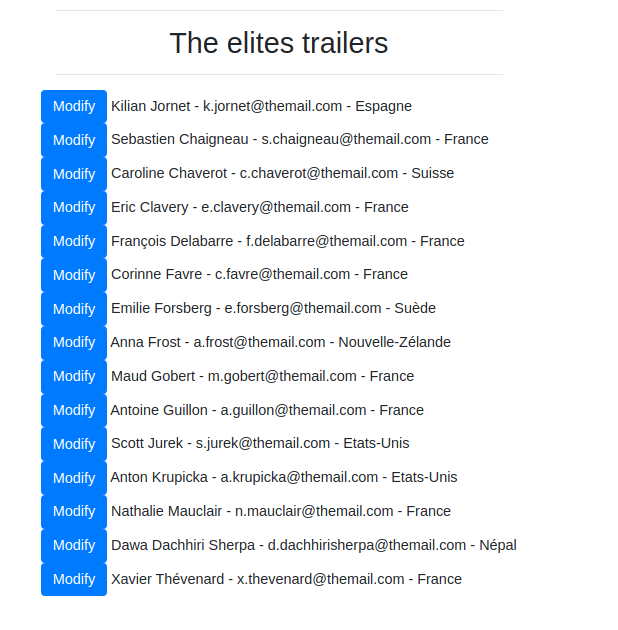 The elites trailers
Modify Kilian Jornet - k.jornet@themail.com - Espagne
Modify Sebastien Chaigneau - s.chaigneau@themail.com - France
Modify Caroline Chaverot - c.chaverot@themail.com - Suisse
Modify Eric Clavery - e.clavery@themail.com - France
Modify François Delabarre - f.delabarre@themail.com - France
Modify Corinne Favre - c.favre@themail.com - France
Modify Emilie Forsberg - e.forsberg@themail.com - Suède
Modify Anna Frost - a.frost@themail.com - Nouvelle-Zélande
Modify Maud Gobert - m.gobert@themail.com - France
Modify Antoine Guillon - a.guillon@themail.com - France
Modify Scott Jurek - s.jurek@themail.com - Etats-Unis
Modify Anton Krupicka - a.krupicka@themail.com - Etats-Unis
Modify Nathalie Mauclair - n.mauclair@themail.com - France
Modify Dawa Dachhiri Sherpa - d.dachhirisherpa@themail.com - Népal
Modify Xavier Thévenard - x.thevenard@themail.com - France